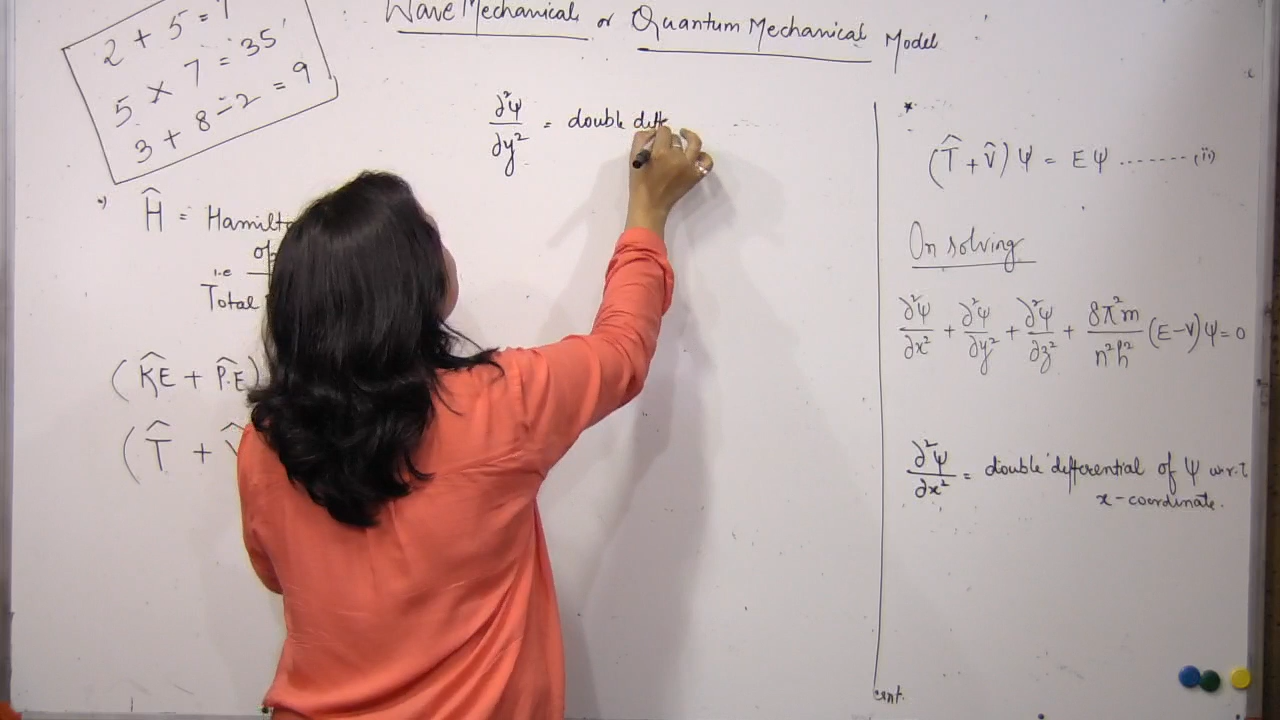 2 + 5 = 7
5 × 7 = 35
3 + 8 ÷ 2 = 9
Wave Mechanical or Quantum Mechanical Model
Ĥ = Hamilt
op
i.e
Total
(K̂E + P̂.E)
(T̂ + V̂
∂²ψ/∂y² = double diffe
(T̂ + V̂) ψ = E ψ ....... (ii)
On solving
∂²ψ/∂x² + ∂²ψ/∂y² + ∂²ψ/∂z² + 8π²m/n²h² (E-V)ψ = 0
∂²ψ/∂x² = double differential of ψ w.r.t
x-coordinate.
cont.